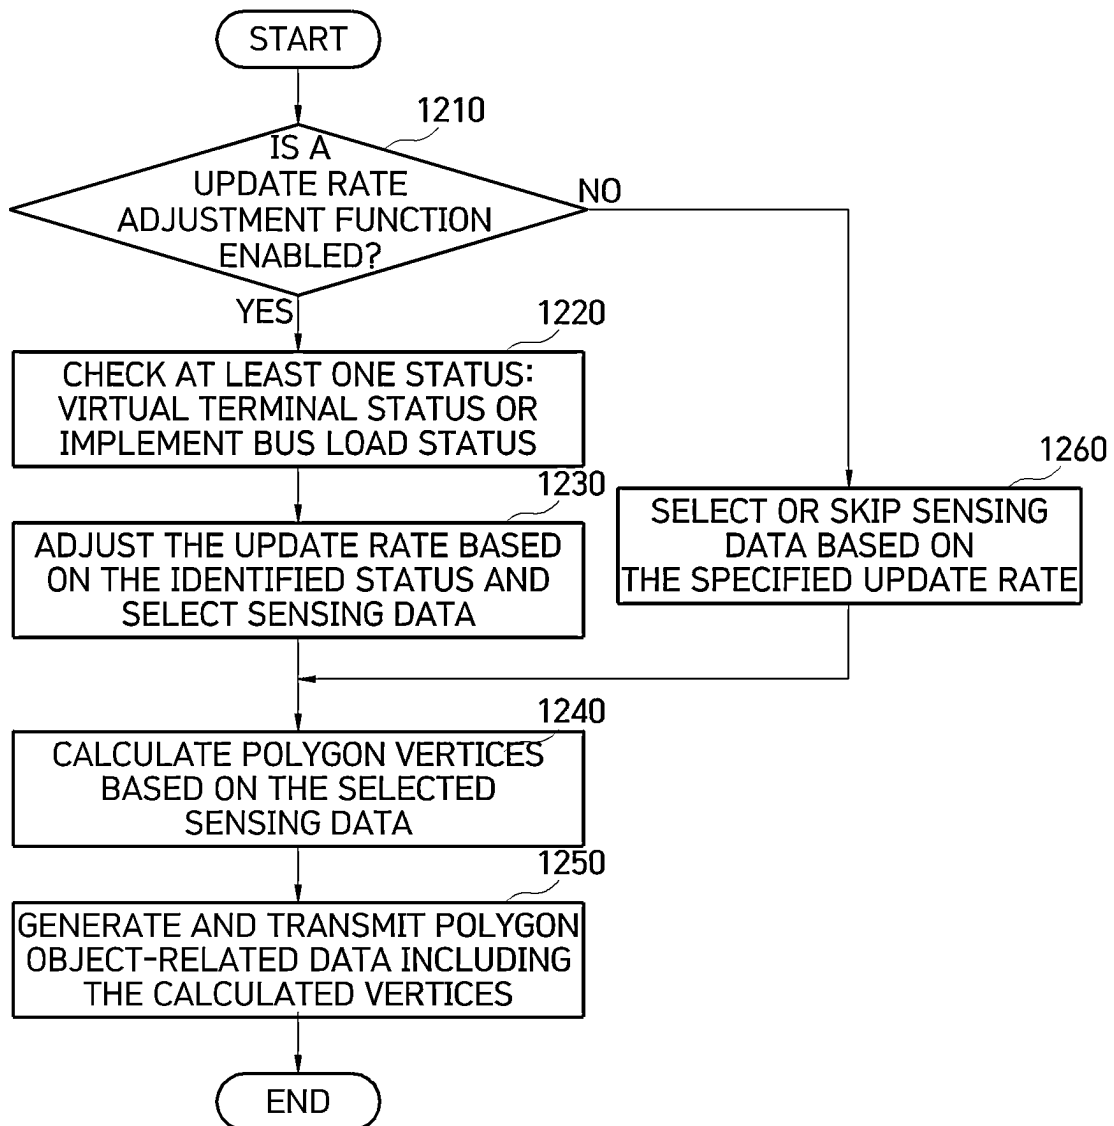 START
1210
IS A
UPDATE RATE
ADJUSTMENT FUNCTION
ENABLED?
NO
YES
1220
CHECK AT LEAST ONE STATUS:
VIRTUAL TERMINAL STATUS OR
IMPLEMENT BUS LOAD STATUS
1230
ADJUST THE UPDATE RATE BASED
ON THE IDENTIFIED STATUS AND
SELECT SENSING DATA
1260
SELECT OR SKIP SENSING
DATA BASED ON
THE SPECIFIED UPDATE RATE
1240
CALCULATE POLYGON VERTICES
BASED ON THE SELECTED
SENSING DATA
1250
GENERATE AND TRANSMIT POLYGON
OBJECT-RELATED DATA INCLUDING
THE CALCULATED VERTICES
END